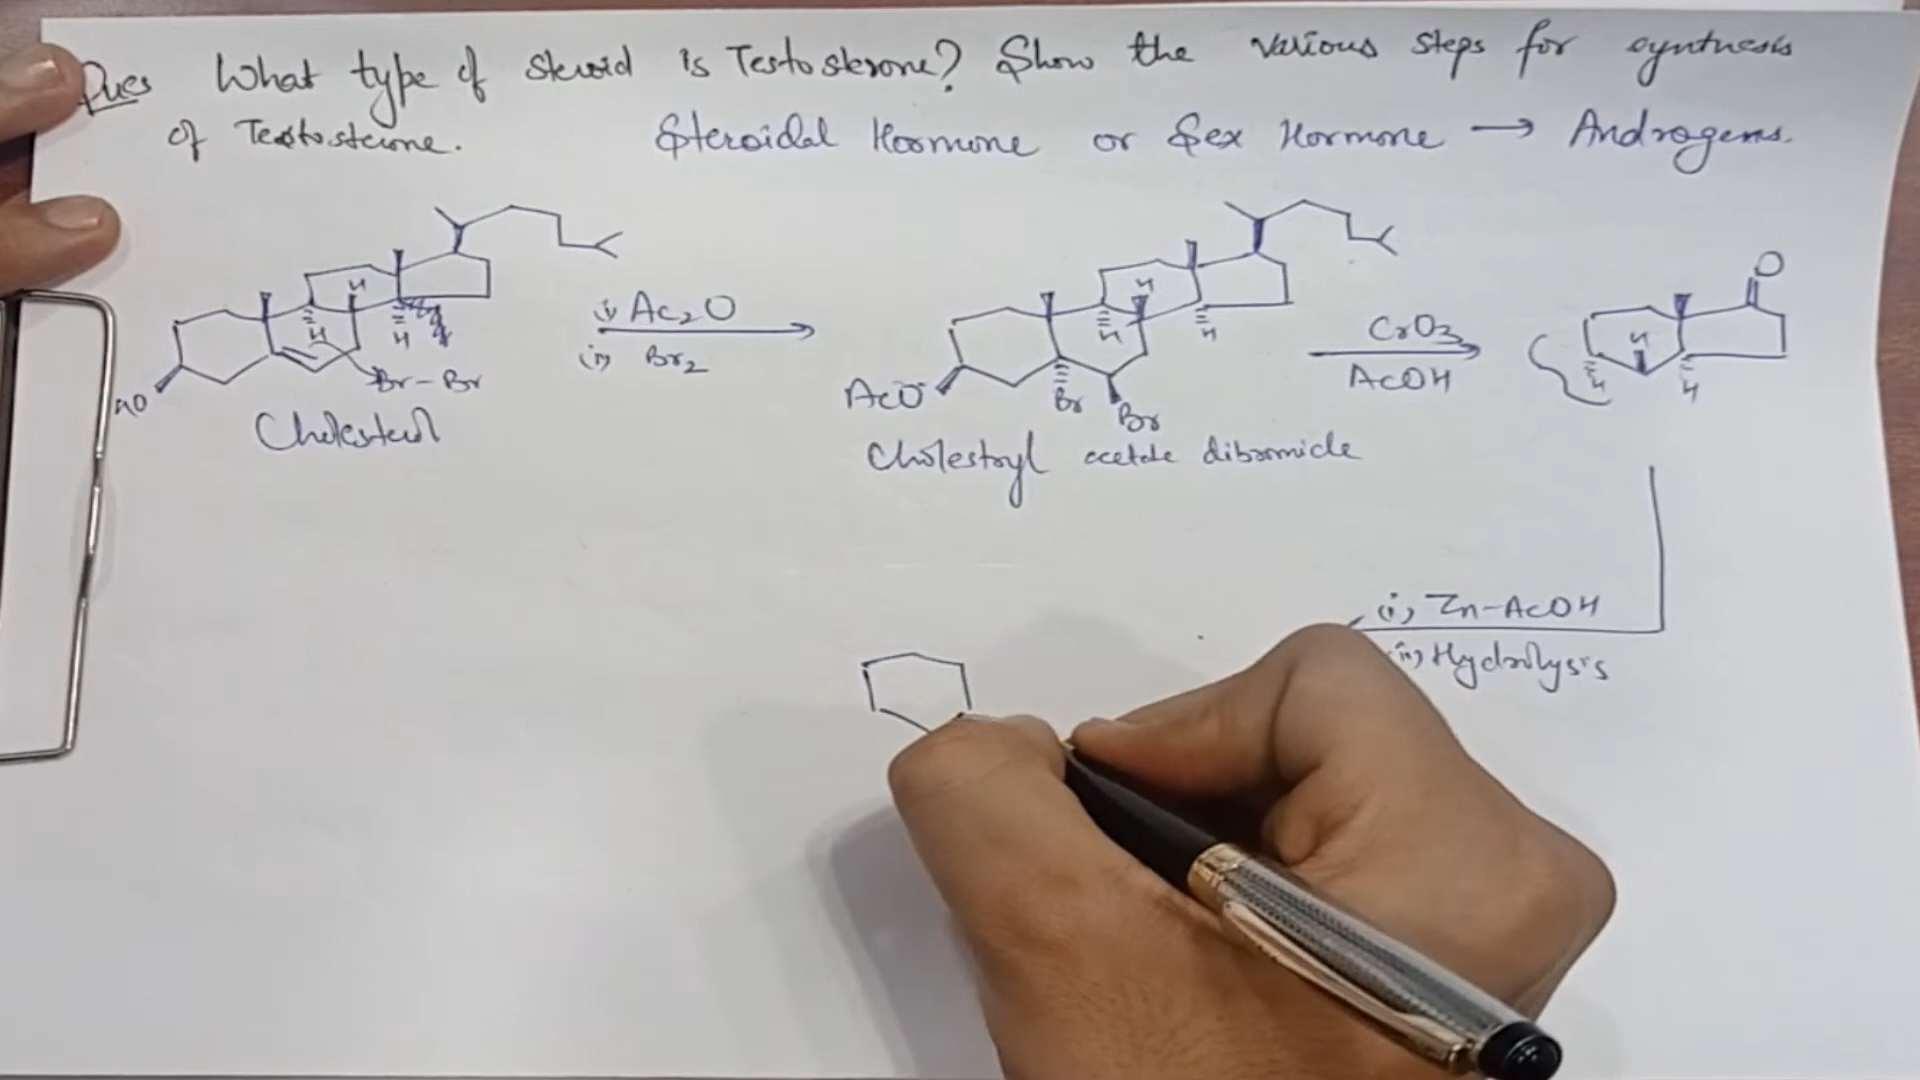 Ques What type of steroid is Testosterone? Show the various steps for synthesis
of Testosterone. Steroidal Hormone or Sex Hormone → Androgens.
H
H
H
Br-Br
HO
Cholesterol
(i) Ac2O
(ii) Br2
H
H
H
AcO
Br
Br
Cholestryl acetate dibromide
CrO3
AcOH
O
H
H
H
(i) Zn-AcOH
(ii) Hydrolysis